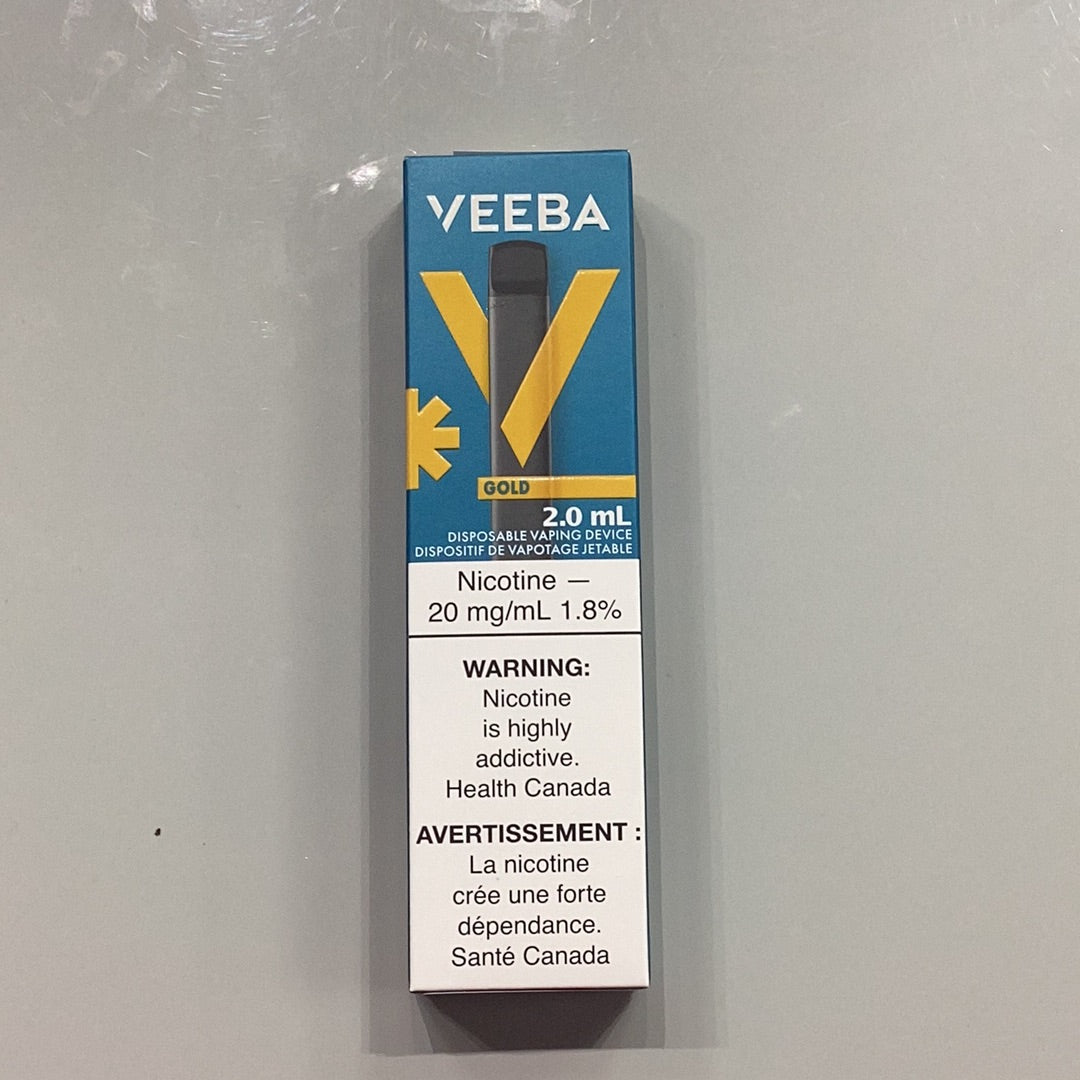 VEEBA
GOLD
2.0 mL
DISPOSABLE VAPING DEVICE
DISPOSITIF DE VAPOTAGE JETABLE
Nicotine —
20 mg/mL 1.8%
WARNING:
Nicotine
is highly
addictive.
Health Canada
AVERTISSEMENT :
La nicotine
crée une forte
dépendance.
Santé Canada